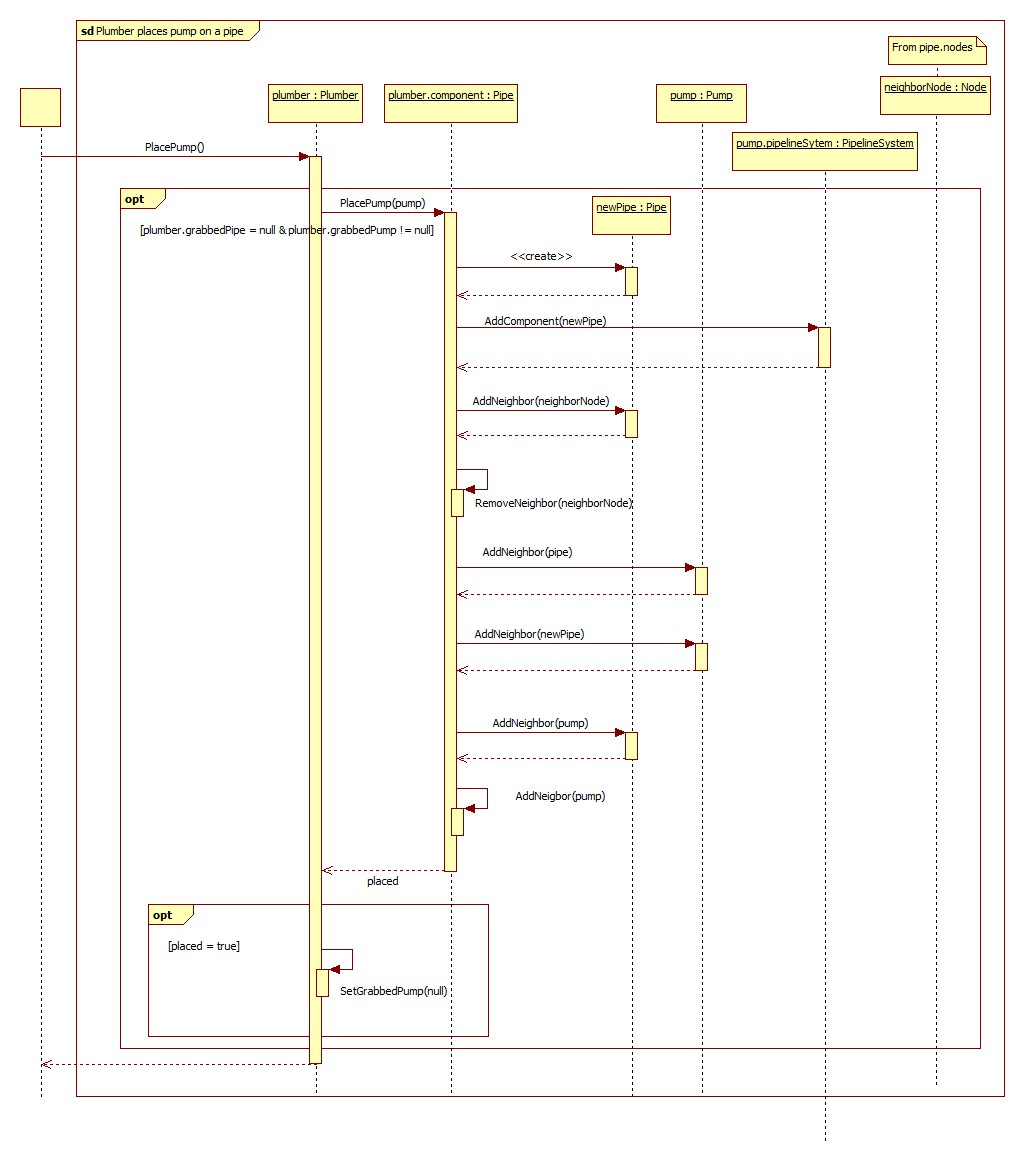 sd Plumber places pump on a pipe
From pipe.nodes
plumber : Plumber
plumber.component : Pipe
pump : Pump
neighborNode : Node
pump.pipelineSytem : PipelineSystem
PlacePump()
opt
PlacePump(pump)
newPipe : Pipe
[plumber.grabbedPipe = null & plumber.grabbedPump != null]
<<create>>
AddComponent(newPipe)
AddNeighbor(neighborNode)
RemoveNeighbor(neighborNode)
AddNeighbor(pipe)
AddNeighbor(newPipe)
AddNeighbor(pump)
AddNeigbor(pump)
placed
opt
[placed = true]
SetGrabbedPump(null)